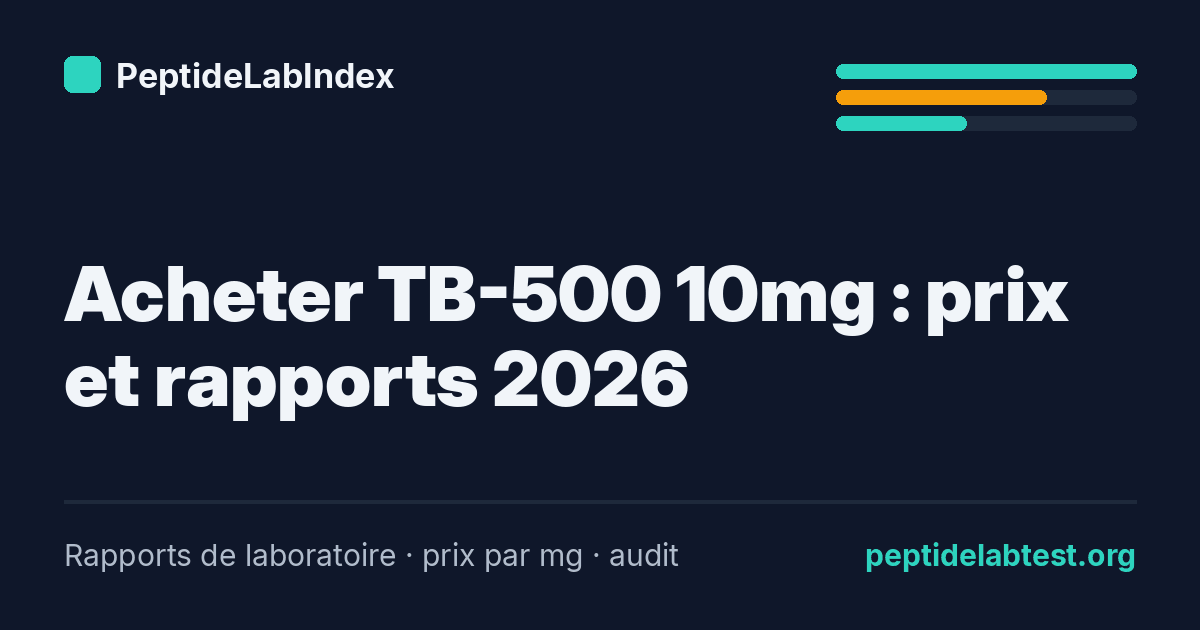 PeptideLabIndex
Acheter TB-500 10mg : prix
et rapports 2026
Rapports de laboratoire · prix par mg · audit
peptidelabtest.org